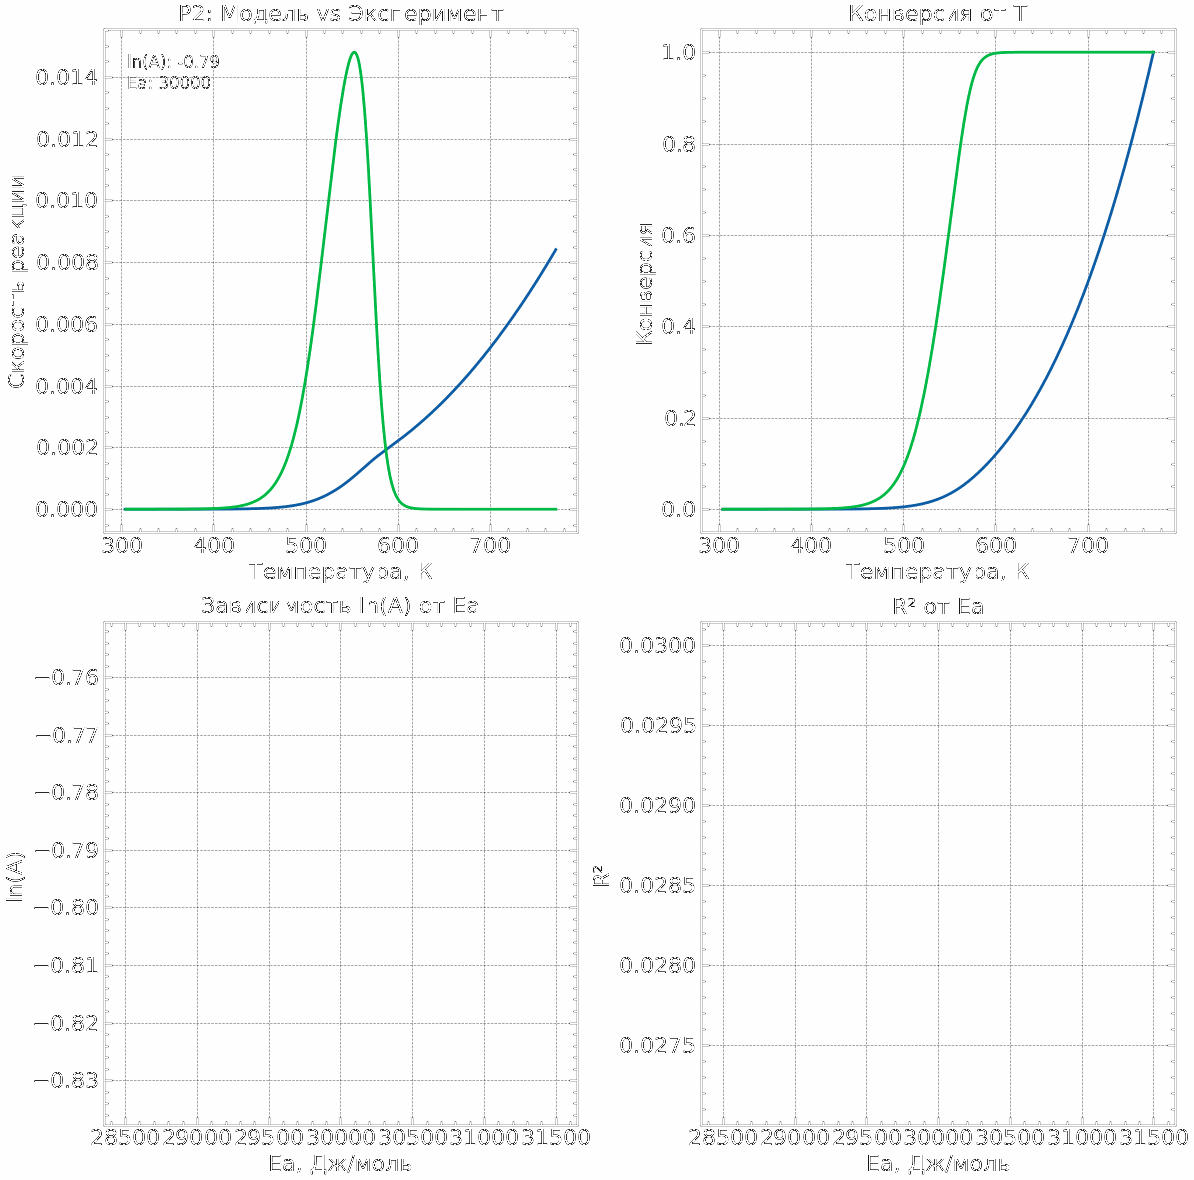 P2: Модель vs Эксперимент
ln(A): -0.79
Ea: 30000
Скорость реакции
0.014
0.012
0.010
0.008
0.006
0.004
0.002
0.000
300 400 500 600 700
Температура, K
Конверсия от T
Конверсия
1.0
0.8
0.6
0.4
0.2
0.0
300 400 500 600 700
Температура, K
Зависимость ln(A) от Ea
ln(A)
−0.76
−0.77
−0.78
−0.79
−0.80
−0.81
−0.82
−0.83
28500 29000 29500 30000 30500 31000 31500
Ea, Дж/моль
R² от Ea
R²
0.0300
0.0295
0.0290
0.0285
0.0280
0.0275
28500 29000 29500 30000 30500 31000 31500
Ea, Дж/моль